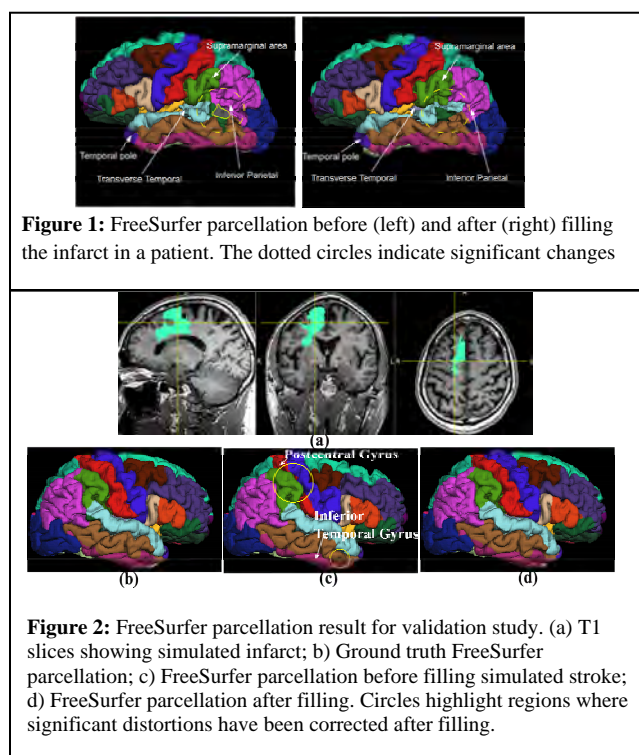 Supramarginal area
Supramarginal area
Temporal pole
Transverse Temporal
Inferior Parietal
Temporal pole
Transverse Temporal
Inferior Parietal
Figure 1: FreeSurfer parcellation before (left) and after (right) filling
the infarct in a patient. The dotted circles indicate significant changes
(a)
Postcentral Gyrus
Inferior
Temporal Gyrus
(b)
(c)
(d)
Figure 2: FreeSurfer parcellation result for validation study. (a) T1
slices showing simulated infarct; b) Ground truth FreeSurfer
parcellation; c) FreeSurfer parcellation before filling simulated stroke;
d) FreeSurfer parcellation after filling. Circles highlight regions where
significant distortions have been corrected after filling.